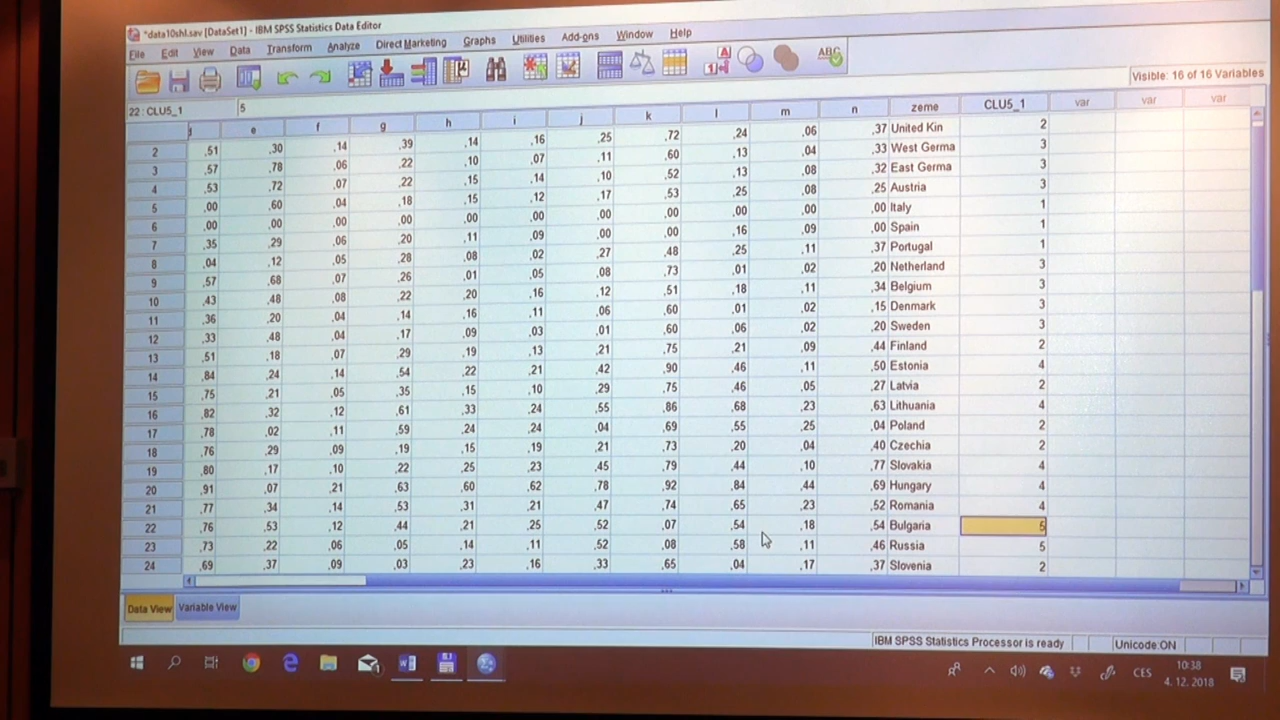 *data10shl.sav [DataSet1] - IBM SPSS Statistics Data Editor
File Edit View Data Transform Analyze Direct Marketing Graphs Utilities Add-ons Window Help
Visible: 16 of 16 Variables
22 : CLU5_1 5
e f g h i j k l m n zeme CLU5_1 var var var
2 ,51 ,30 ,14 ,39 ,14 ,16 ,25 ,72 ,24 ,06 ,37 United Kin 2
3 ,57 ,78 ,06 ,22 ,10 ,07 ,11 ,60 ,13 ,04 ,33 West Germa 3
4 ,53 ,72 ,07 ,22 ,15 ,14 ,10 ,52 ,13 ,08 ,32 East Germa 3
5 ,00 ,60 ,04 ,18 ,15 ,12 ,17 ,53 ,25 ,08 ,25 Austria 3
6 ,00 ,00 ,00 ,00 ,00 ,00 ,00 ,00 ,00 ,00 ,00 Italy 1
7 ,35 ,29 ,06 ,20 ,11 ,09 ,00 ,00 ,16 ,09 ,00 Spain 1
8 ,04 ,12 ,05 ,28 ,08 ,02 ,27 ,48 ,25 ,11 ,37 Portugal 1
9 ,57 ,68 ,07 ,26 ,01 ,05 ,08 ,73 ,01 ,02 ,20 Netherland 3
10 ,43 ,48 ,08 ,22 ,20 ,16 ,12 ,51 ,18 ,11 ,34 Belgium 3
11 ,36 ,20 ,04 ,14 ,16 ,11 ,06 ,60 ,01 ,02 ,15 Denmark 3
12 ,33 ,48 ,04 ,17 ,09 ,03 ,01 ,60 ,06 ,02 ,20 Sweden 3
13 ,51 ,18 ,07 ,29 ,19 ,13 ,21 ,75 ,21 ,09 ,44 Finland 2
14 ,84 ,24 ,14 ,54 ,22 ,21 ,42 ,90 ,46 ,11 ,50 Estonia 4
15 ,75 ,21 ,05 ,35 ,15 ,10 ,29 ,75 ,46 ,05 ,27 Latvia 2
16 ,82 ,32 ,12 ,61 ,33 ,24 ,55 ,86 ,68 ,23 ,63 Lithuania 4
17 ,78 ,02 ,11 ,59 ,24 ,24 ,04 ,69 ,55 ,25 ,04 Poland 2
18 ,76 ,29 ,09 ,19 ,15 ,19 ,21 ,73 ,20 ,04 ,40 Czechia 2
19 ,80 ,17 ,10 ,22 ,25 ,23 ,45 ,79 ,44 ,10 ,77 Slovakia 4
20 ,91 ,07 ,21 ,63 ,60 ,62 ,78 ,92 ,84 ,44 ,69 Hungary 4
21 ,77 ,34 ,14 ,53 ,31 ,21 ,47 ,74 ,65 ,23 ,52 Romania 4
22 ,76 ,53 ,12 ,44 ,21 ,25 ,52 ,07 ,54 ,18 ,54 Bulgaria 5
23 ,73 ,22 ,06 ,05 ,14 ,11 ,52 ,08 ,58 ,11 ,46 Russia 5
24 ,69 ,37 ,09 ,03 ,23 ,16 ,33 ,65 ,04 ,17 ,37 Slovenia 2
Data View Variable View
IBM SPSS Statistics Processor is ready Unicode:ON
CES 10:38
4. 12. 2018